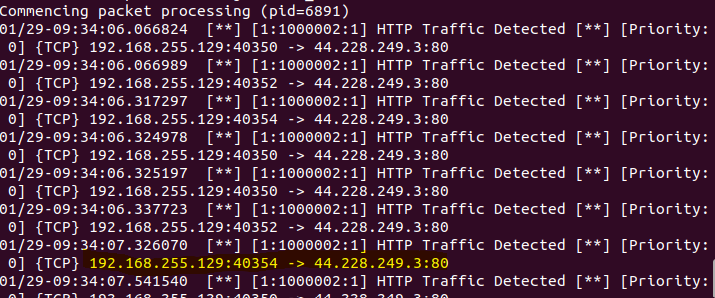 Commencing packet processing (pid=6891)
01/29-09:34:06.066824  [**] [1:1000002:1] HTTP Traffic Detected [**] [Priority:
 0] {TCP} 192.168.255.129:40350 -> 44.228.249.3:80
01/29-09:34:06.066989  [**] [1:1000002:1] HTTP Traffic Detected [**] [Priority:
 0] {TCP} 192.168.255.129:40352 -> 44.228.249.3:80
01/29-09:34:06.317297  [**] [1:1000002:1] HTTP Traffic Detected [**] [Priority:
 0] {TCP} 192.168.255.129:40354 -> 44.228.249.3:80
01/29-09:34:06.324978  [**] [1:1000002:1] HTTP Traffic Detected [**] [Priority:
 0] {TCP} 192.168.255.129:40350 -> 44.228.249.3:80
01/29-09:34:06.325197  [**] [1:1000002:1] HTTP Traffic Detected [**] [Priority:
 0] {TCP} 192.168.255.129:40350 -> 44.228.249.3:80
01/29-09:34:06.337723  [**] [1:1000002:1] HTTP Traffic Detected [**] [Priority:
 0] {TCP} 192.168.255.129:40352 -> 44.228.249.3:80
01/29-09:34:07.326070  [**] [1:1000002:1] HTTP Traffic Detected [**] [Priority:
 0] {TCP} 192.168.255.129:40354 -> 44.228.249.3:80
01/29-09:34:07.541540  [**] [1:1000002:1] HTTP Traffic Detected [**] [Priority:
 0] {TCP} 192.168.255.129:40350 -> 44.228.249.3:80